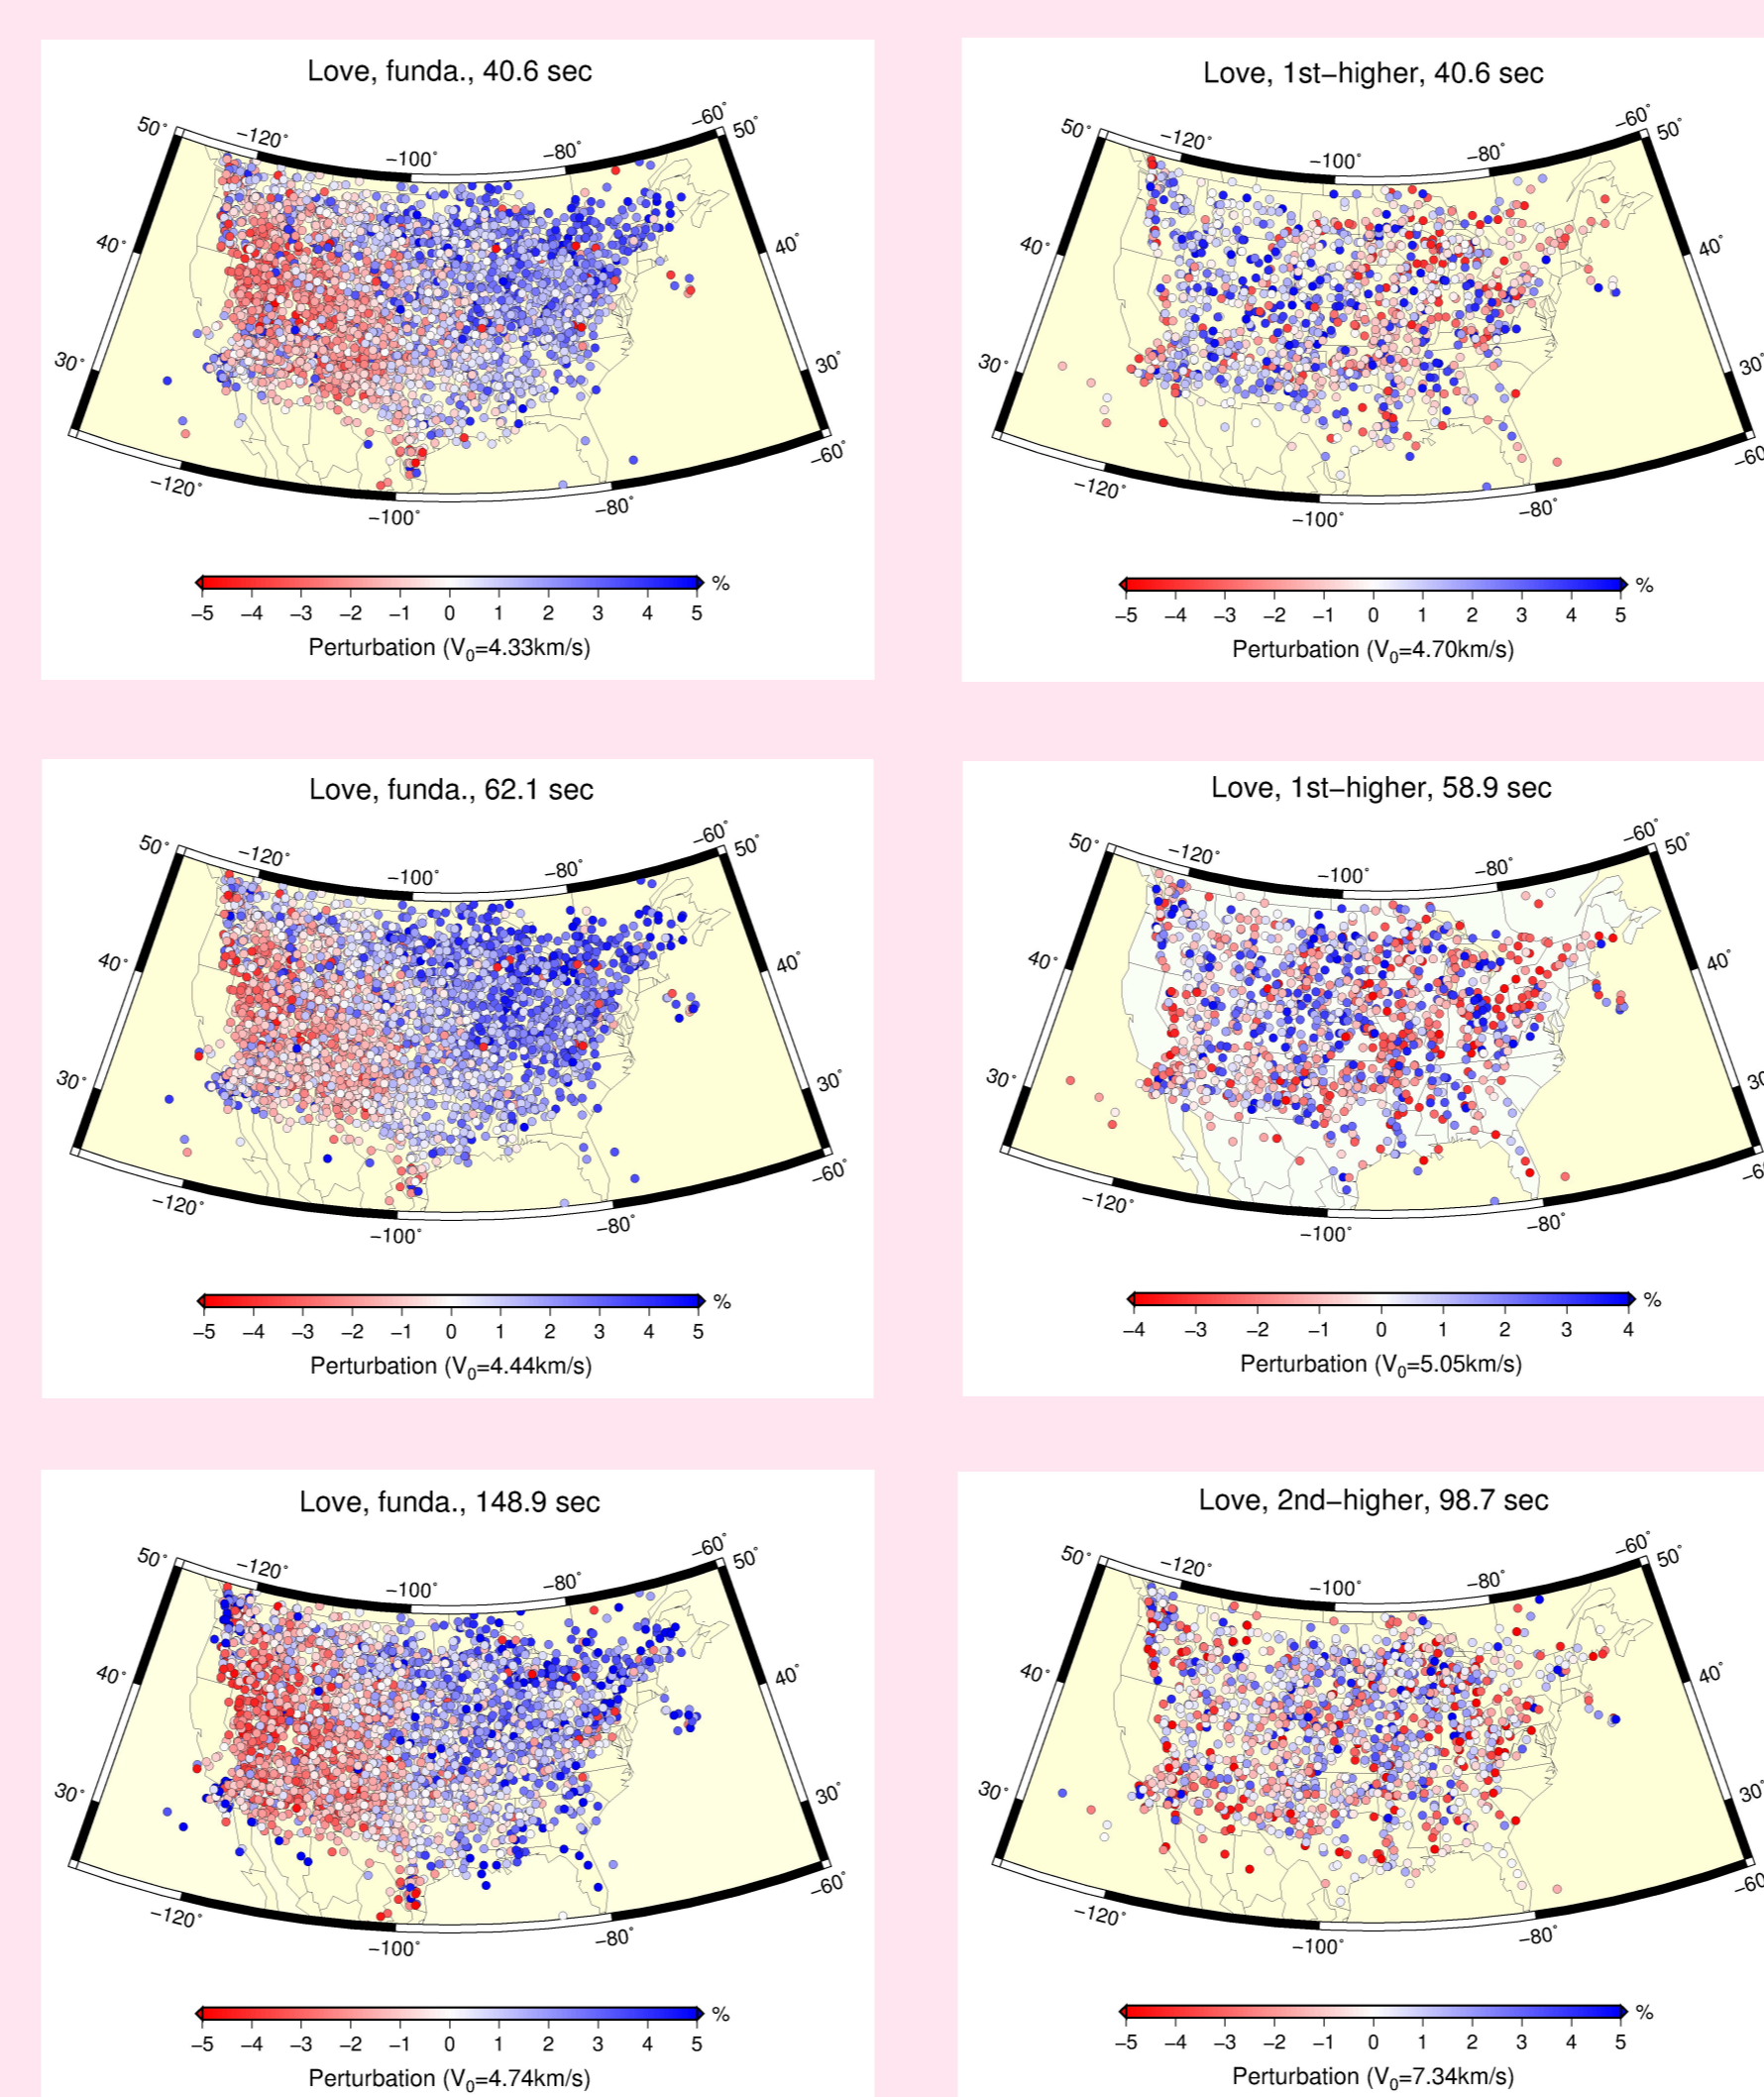 Love, funda., 40.6 sec
50° −120° −100° −80° −60° 50°
40° 40°
30° 30°
−120° −100° −80° −60°
%
−5 −4 −3 −2 −1 0 1 2 3 4 5
Perturbation (V₀=4.33km/s)
Love, 1st−higher, 40.6 sec
50° −120° −100° −80° −60° 50°
40° 40°
30° 30°
−120° −100° −80° −60
%
−5 −4 −3 −2 −1 0 1 2 3 4 5
Perturbation (V₀=4.70km/s)
Love, funda., 62.1 sec
50° −120° −100° −80° −60° 50°
40° 40°
30° 30°
−120° −100° −80° −60°
%
−5 −4 −3 −2 −1 0 1 2 3 4 5
Perturbation (V₀=4.44km/s)
Love, 1st−higher, 58.9 sec
50° −120° −100° −80° −60° 50°
40° 40°
30° 30
−120° −100° −80°
%
−4 −3 −2 −1 0 1 2 3 4
Perturbation (V₀=5.05km/s)
Love, funda., 148.9 sec
50° −120° −100° −80° −60° 50°
40° 40°
30° 30°
−120° −100° −80° −60°
%
−5 −4 −3 −2 −1 0 1 2 3 4 5
Perturbation (V₀=4.74km/s)
Love, 2nd−higher, 98.7 sec
50° −120° −100° −80° −60° 50°
40° 40°
30° 30°
−120° −100° −80° −60
%
−5 −4 −3 −2 −1 0 1 2 3 4 5
Perturbation (V₀=7.34km/s)